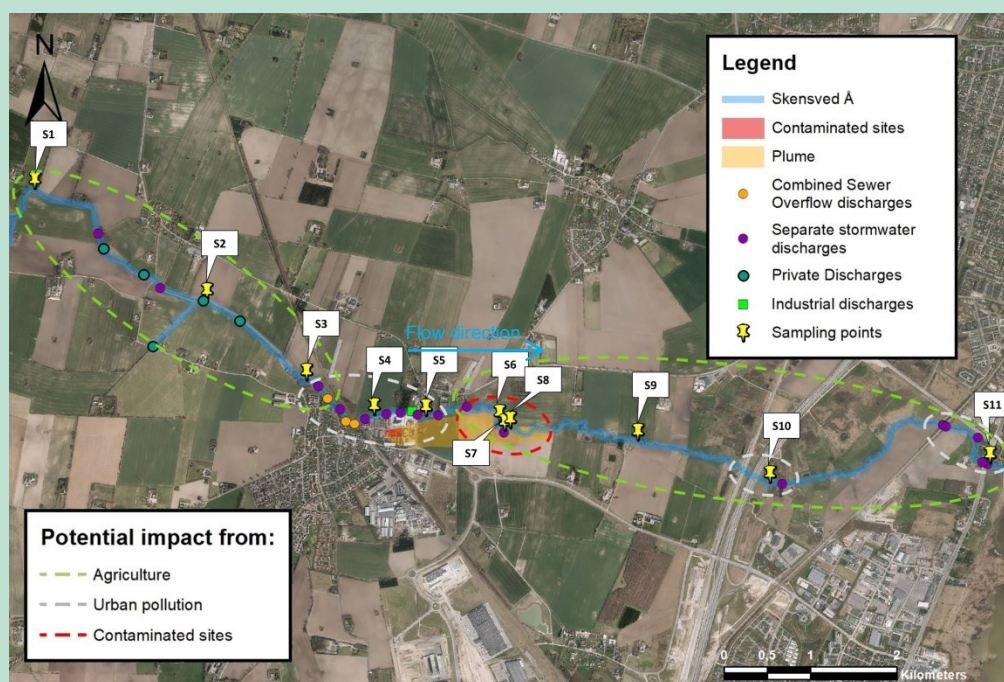 N
S1
S2
S3
S4
Flow direction
S5
S6
S8
S7
S9
S10
S11
Legend
Skensved Å
Contaminated sites
Plume
Combined Sewer
Overflow discharges
Separate stormwater
discharges
Private Discharges
Industrial discharges
Sampling points
Potential impact from:
Agriculture
Urban pollution
Contaminated sites
0 0,5 1 2
Kilometers